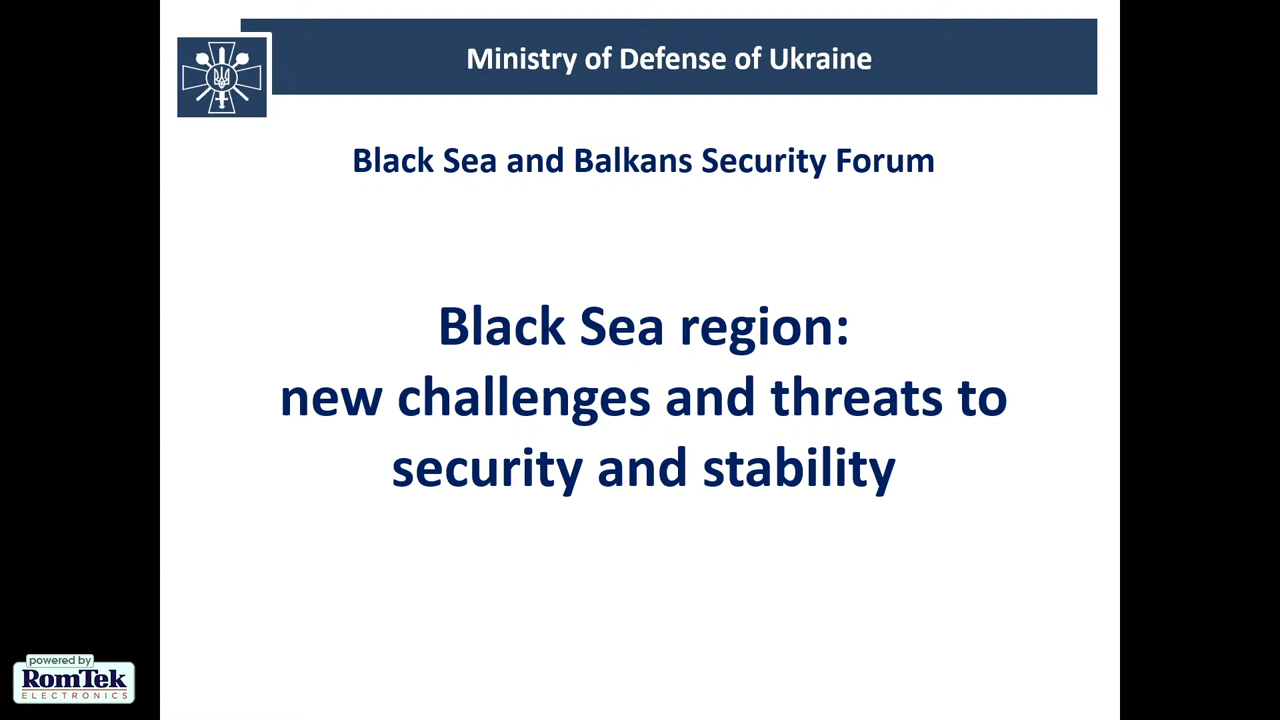 Ministry of Defense of Ukraine
Black Sea and Balkans Security Forum
Black Sea region:
new challenges and threats to
security and stability
powered by
RomTek
ELECTRONICS